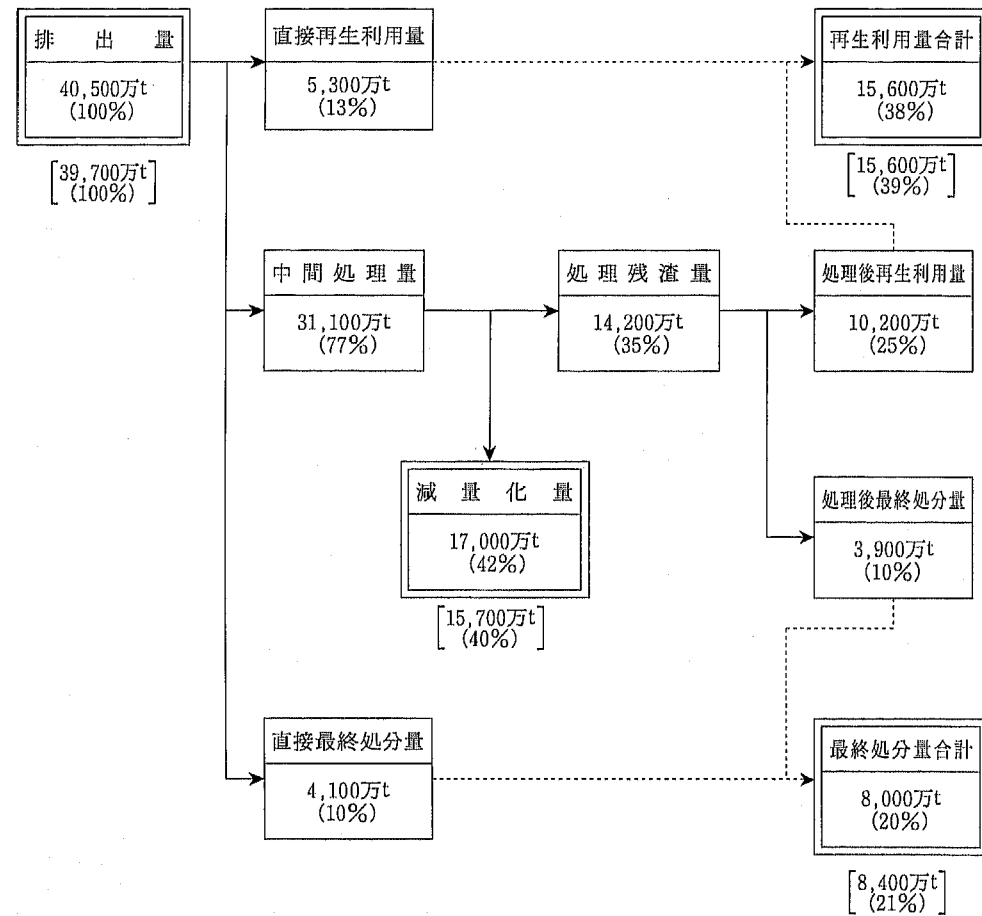 排出量
40,500万t
(100%)
[39,700万t
(100%)]
直接再生利用量
5,300万t
(13%)
再生利用量合計
15,600万t
(38%)
[15,600万t
(39%)]
中間処理量
31,100万t
(77%)
処理残渣量
14,200万t
(35%)
処理後再生利用量
10,200万t
(25%)
減量化量
17,000万t
(42%)
[15,700万t
(40%)]
処理後最終処分量
3,900万t
(10%)
直接最終処分量
4,100万t
(10%)
最終処分量合計
8,000万t
(20%)
[8,400万t
(21%)]